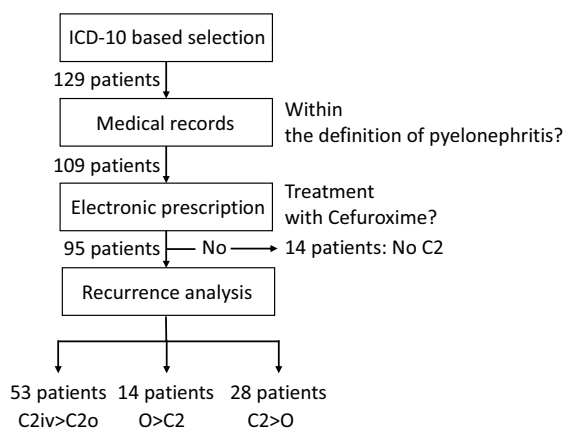 ICD-10 based selection
129 patients
Medical records
Within
the definition of pyelonephritis?
109 patients
Electronic prescription
Treatment
with Cefuroxime?
95 patients
No
14 patients: No C2
Recurrence analysis
53 patients
C2iv>C2o
14 patients
O>C2
28 patients
C2>O